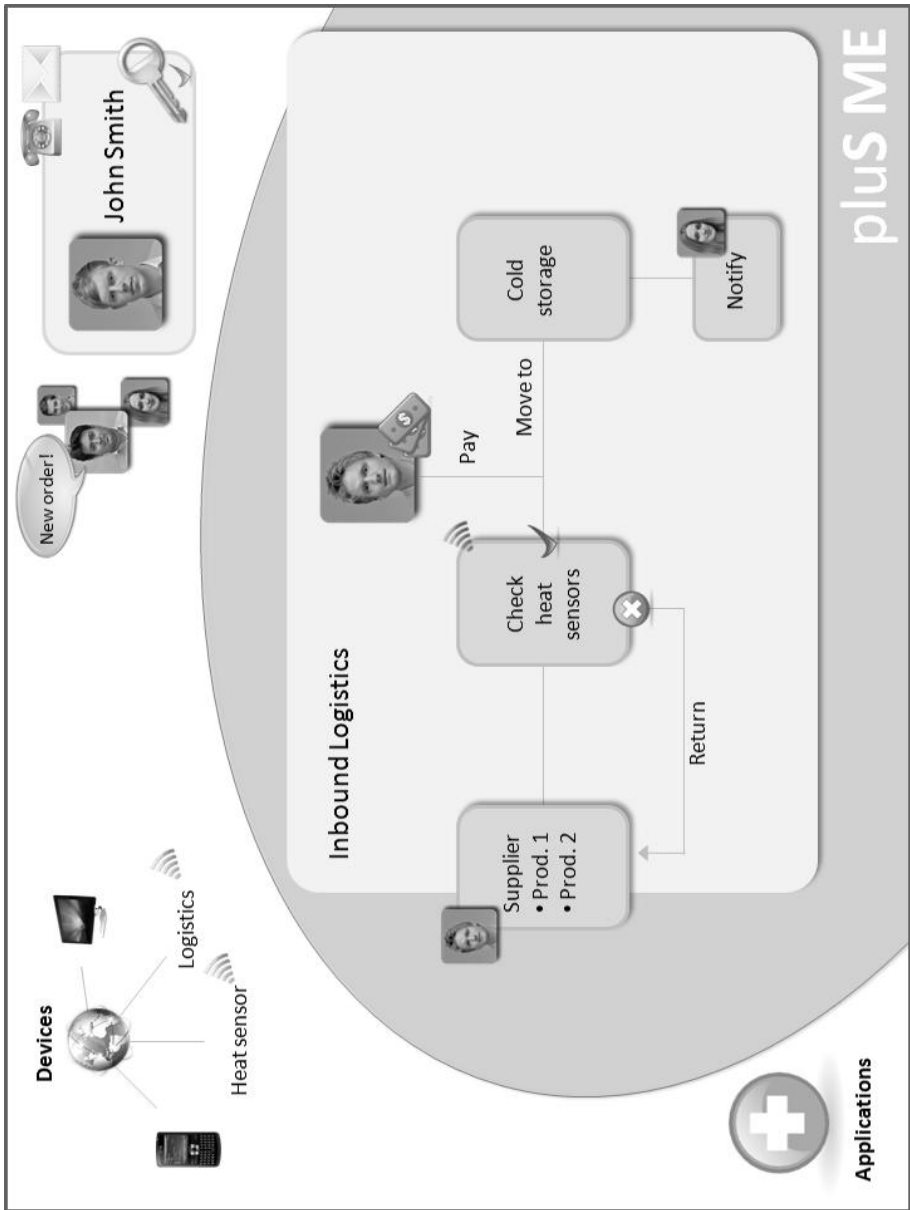 Devices
Logistics
Heat sensor
New order!
John Smith
Inbound Logistics
Supplier
• Prod. 1
• Prod. 2
Check
heat
sensors
Pay
Move to
Cold
storage
Return
Notify
Applications
pluS ME